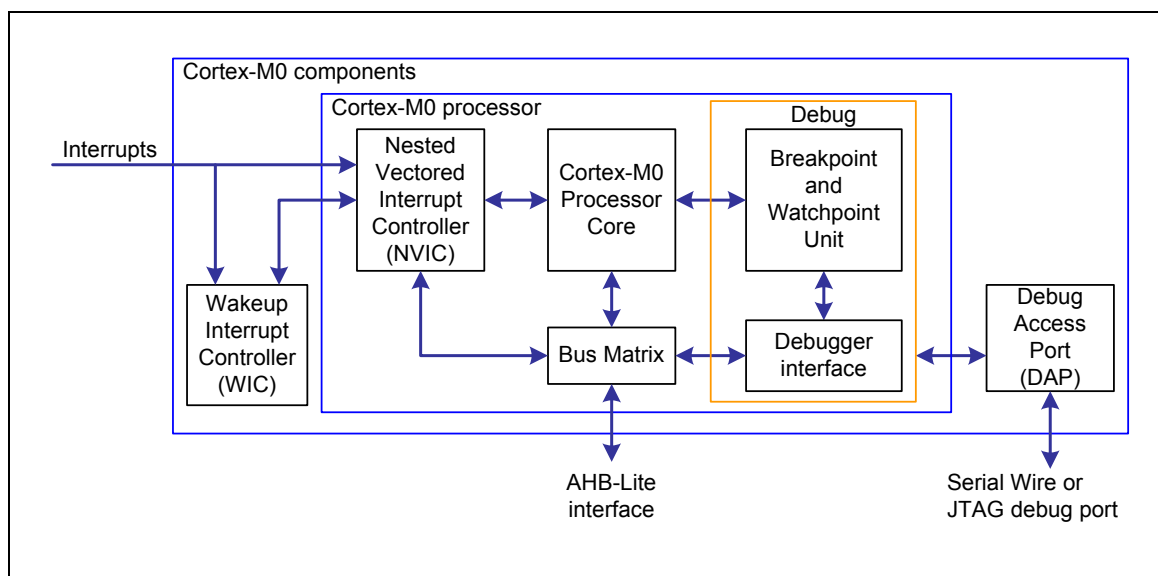 Cortex-M0 components
Cortex-M0 processor
Debug
Interrupts
Nested
Vectored
Interrupt
Controller
(NVIC)
Cortex-M0
Processor
Core
Breakpoint
and
Watchpoint
Unit
Wakeup
Interrupt
Controller
(WIC)
Bus Matrix
Debugger
interface
Debug
Access
Port
(DAP)
AHB-Lite
interface
Serial Wire or
JTAG debug port